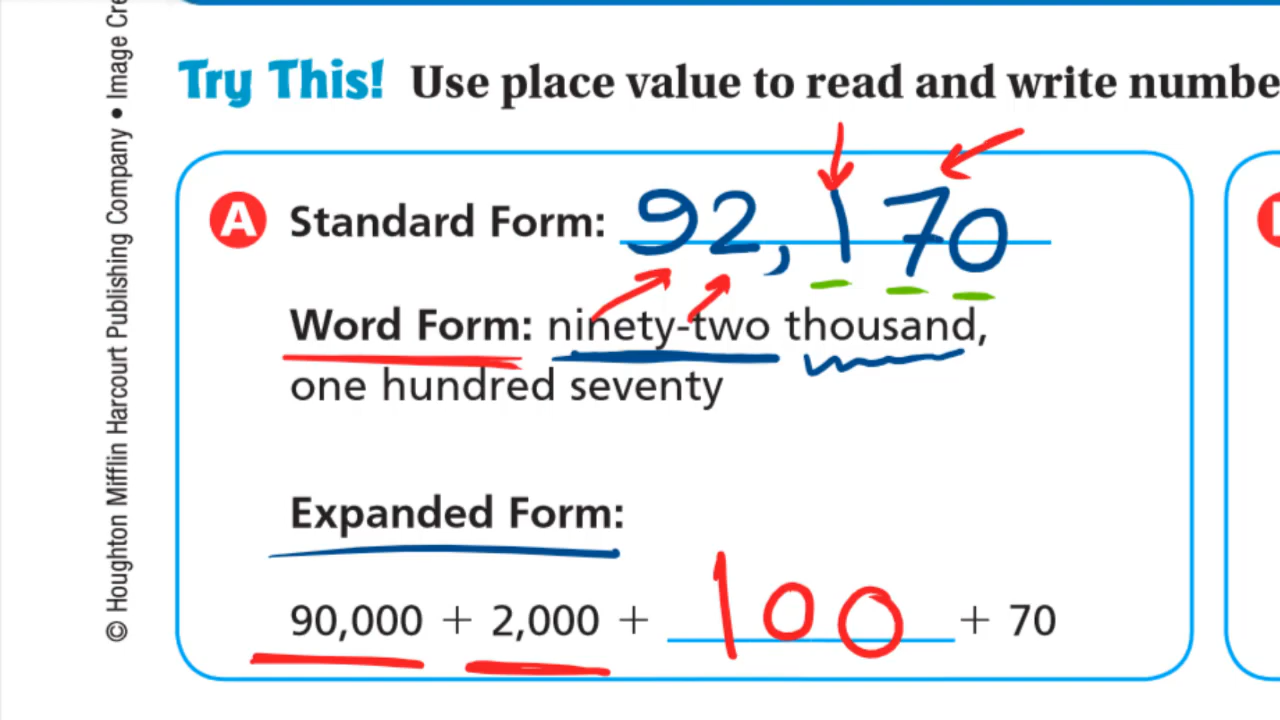 Try This! Use place value to read and write numbe
A Standard Form: 92,170
Word Form: ninety-two thousand,
one hundred seventy
Expanded Form:
90,000 + 2,000 + 100 + 70
© Houghton Mifflin Harcourt Publishing Company • Image Cre